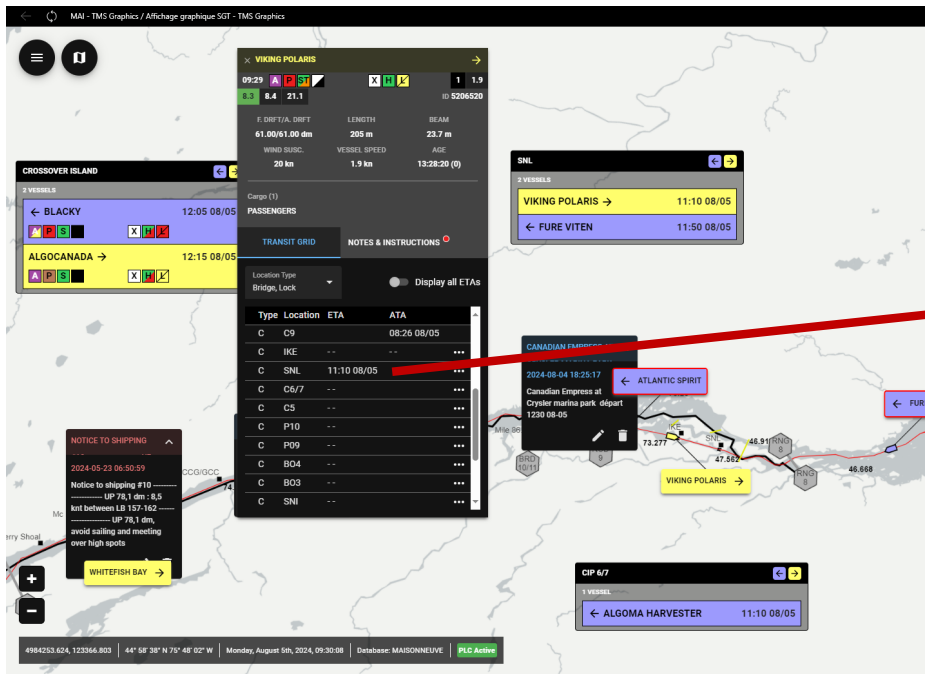 MAI - TMS Graphics / Affichage graphique SGT - TMS Graphics
CROSSOVER ISLAND
2 VESSELS
← BLACKY 12:05 08/05
A P S X H L
ALGOCANADA → 12:15 08/05
A P S X H L
× VIKING POLARIS →
09:29 A P ST X H L 1 1.9
8.3 8.4 21.1 ID 5206520
F. DRFT/A. DRFT LENGTH BEAM
61.00/61.00 dm 205 m 23.7 m
WIND SUSC. VESSEL SPEED AGE
20 kn 1.9 kn 13:28:20 (0)
Cargo (1)
PASSENGERS
TRANSIT GRID NOTES & INSTRUCTIONS
Location Type
Bridge, Lock
Display all ETAs
Type Location ETA ATA
C C9 08:26 08/05
C IKE - - - -
C SNL 11:10 08/05
C C6/7 - -
C C5 - -
C P10 - -
C P09 - -
C BO4 - -
C BO3 - -
C SNI - -
SNL
2 VESSELS
VIKING POLARIS → 11:10 08/05
← FURE VITEN 11:50 08/05
CANADIAN EMPRESS
2024-08-04 18:25:17
Canadian Empress at
Crysler marina park départ
1230 08-05
← ATLANTIC SPIRIT
← FUR
Mile 86
BRD
10/11
9
IKE
73.277
SNL
47.562
46.91
RNG
8
RNG
8
46.668
VIKING POLARIS →
NOTICE TO SHIPPING
2024-05-23 06:50:59
Notice to shipping #10 ---------
------------ UP 78,1 dm : 8,5
knt between LB 157-162 ------
---------------- UP 78,1 dm,
avoid sailing and meeting
over high spots
CCG/GCC
74.
Mc
erry Shoal
WHITEFISH BAY →
CIP 6/7
1 VESSEL
← ALGOMA HARVESTER 11:10 08/05
+
−
4984253.624, 123366.803 | 44° 58' 38" N 75° 48' 02" W | Monday, August 5th, 2024, 09:30:08 | Database: MAISONNEUVE | PLC Active